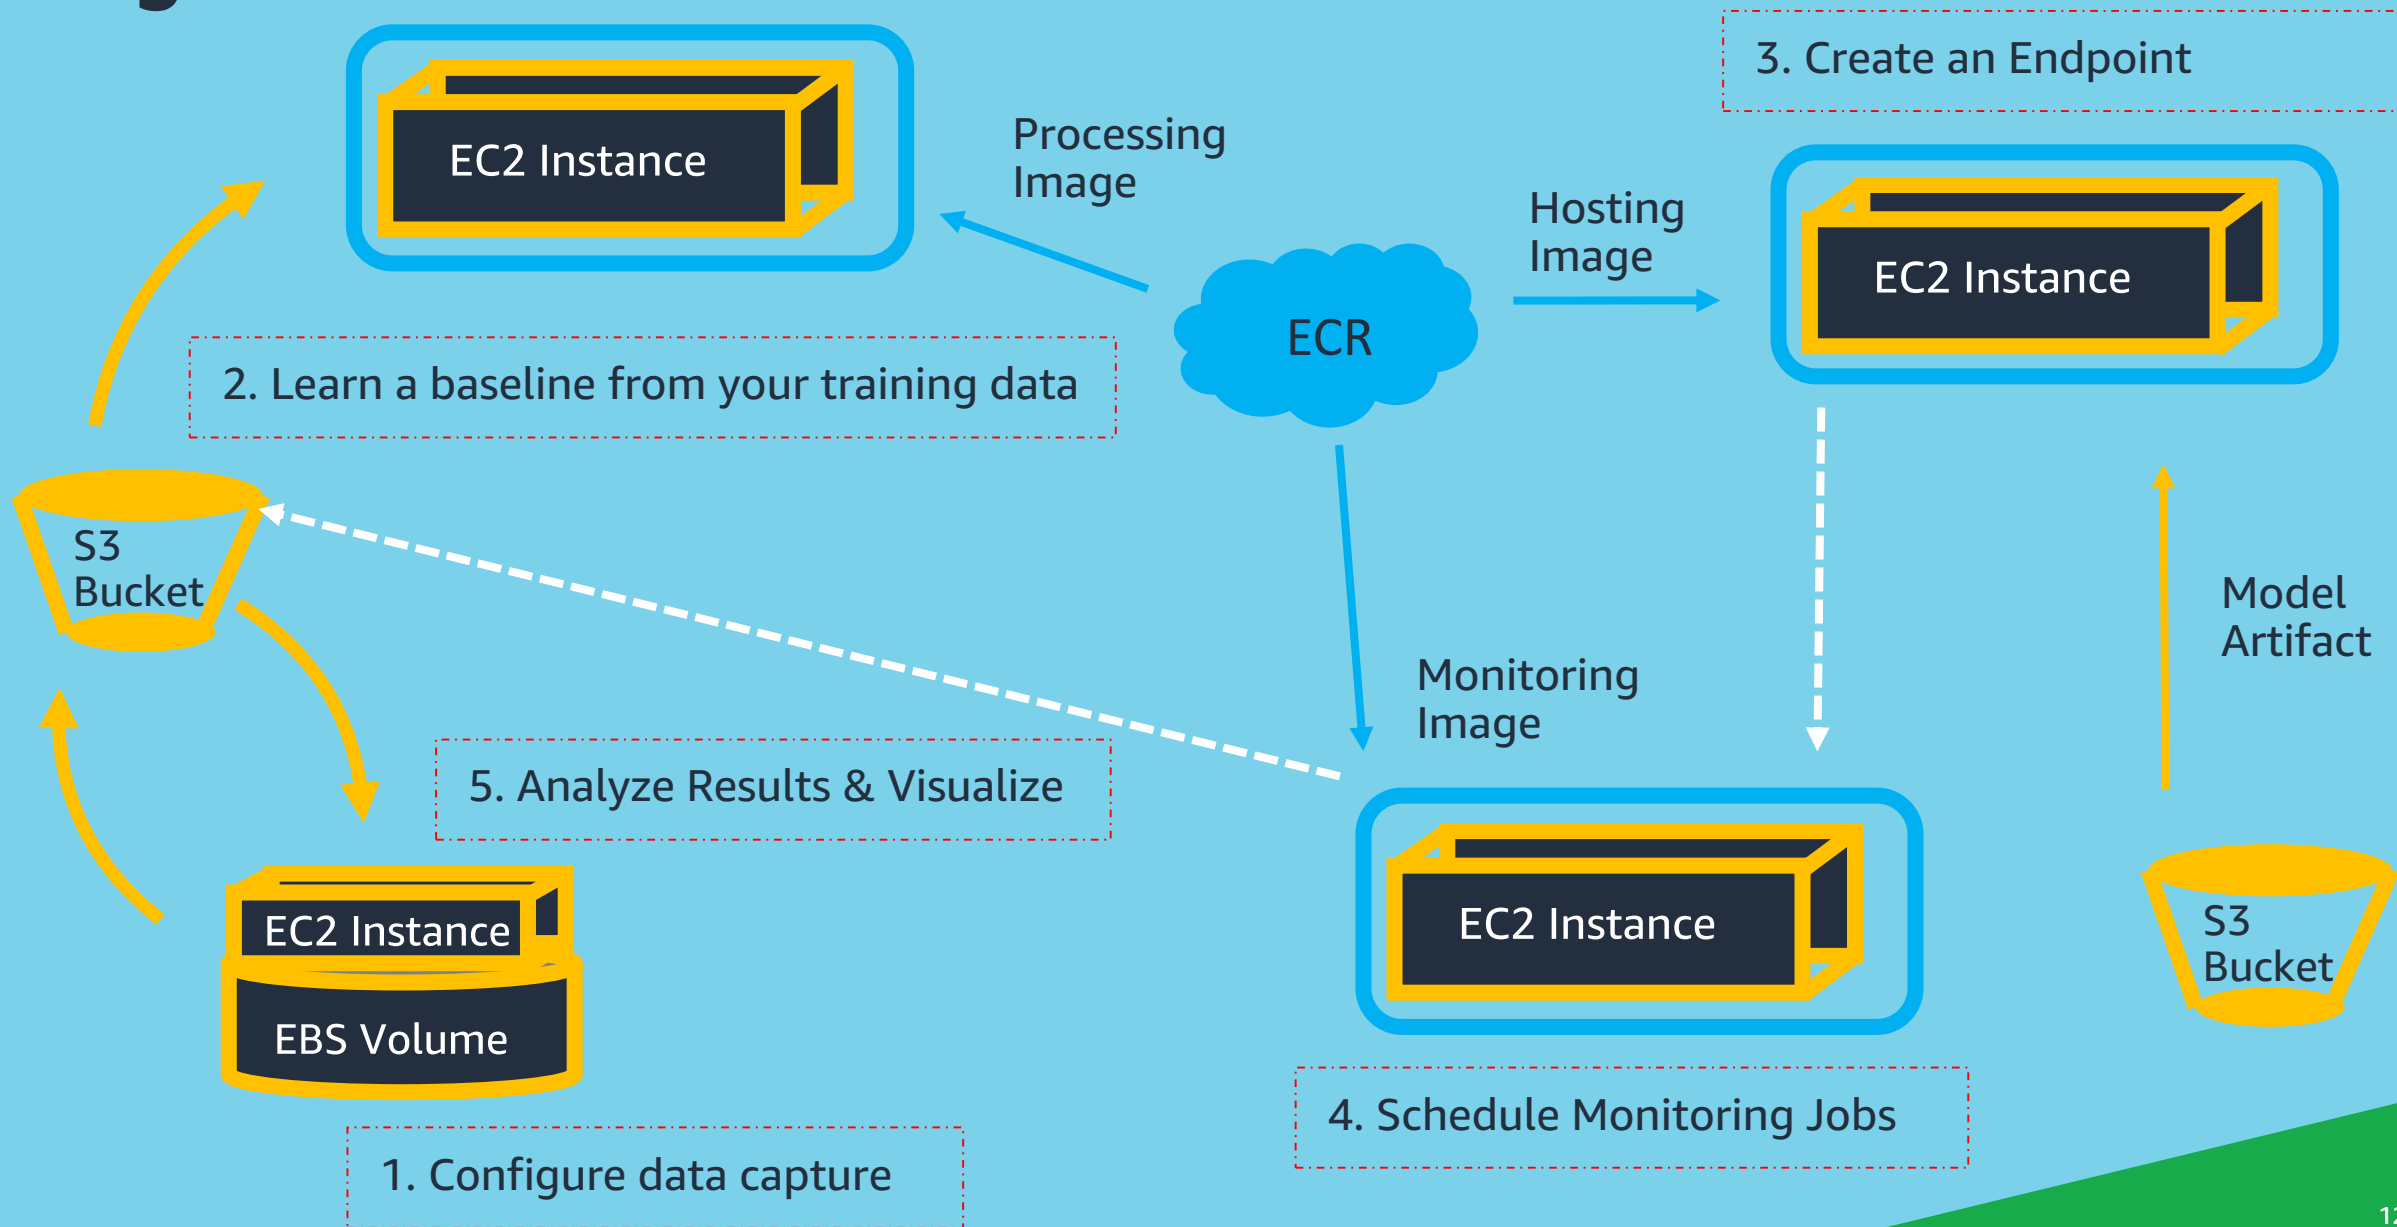 3. Create an Endpoint
EC2 Instance
Processing
Image
Hosting
Image
EC2 Instance
ECR
2. Learn a baseline from your training data
S3
Bucket
Model
Artifact
Monitoring
Image
5. Analyze Results & Visualize
EC2 Instance
EBS Volume
EC2 Instance
S3
Bucket
4. Schedule Monitoring Jobs
1. Configure data capture